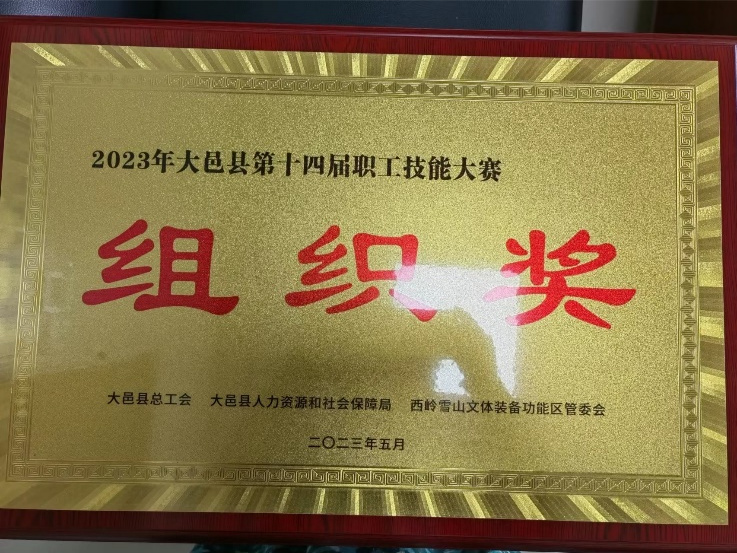 2023年大邑县第十四届职工技能大赛
组织奖
大邑县总工会 大邑县人力资源和社会保障局 西岭雪山文体装备功能区管委会
二〇二三年五月